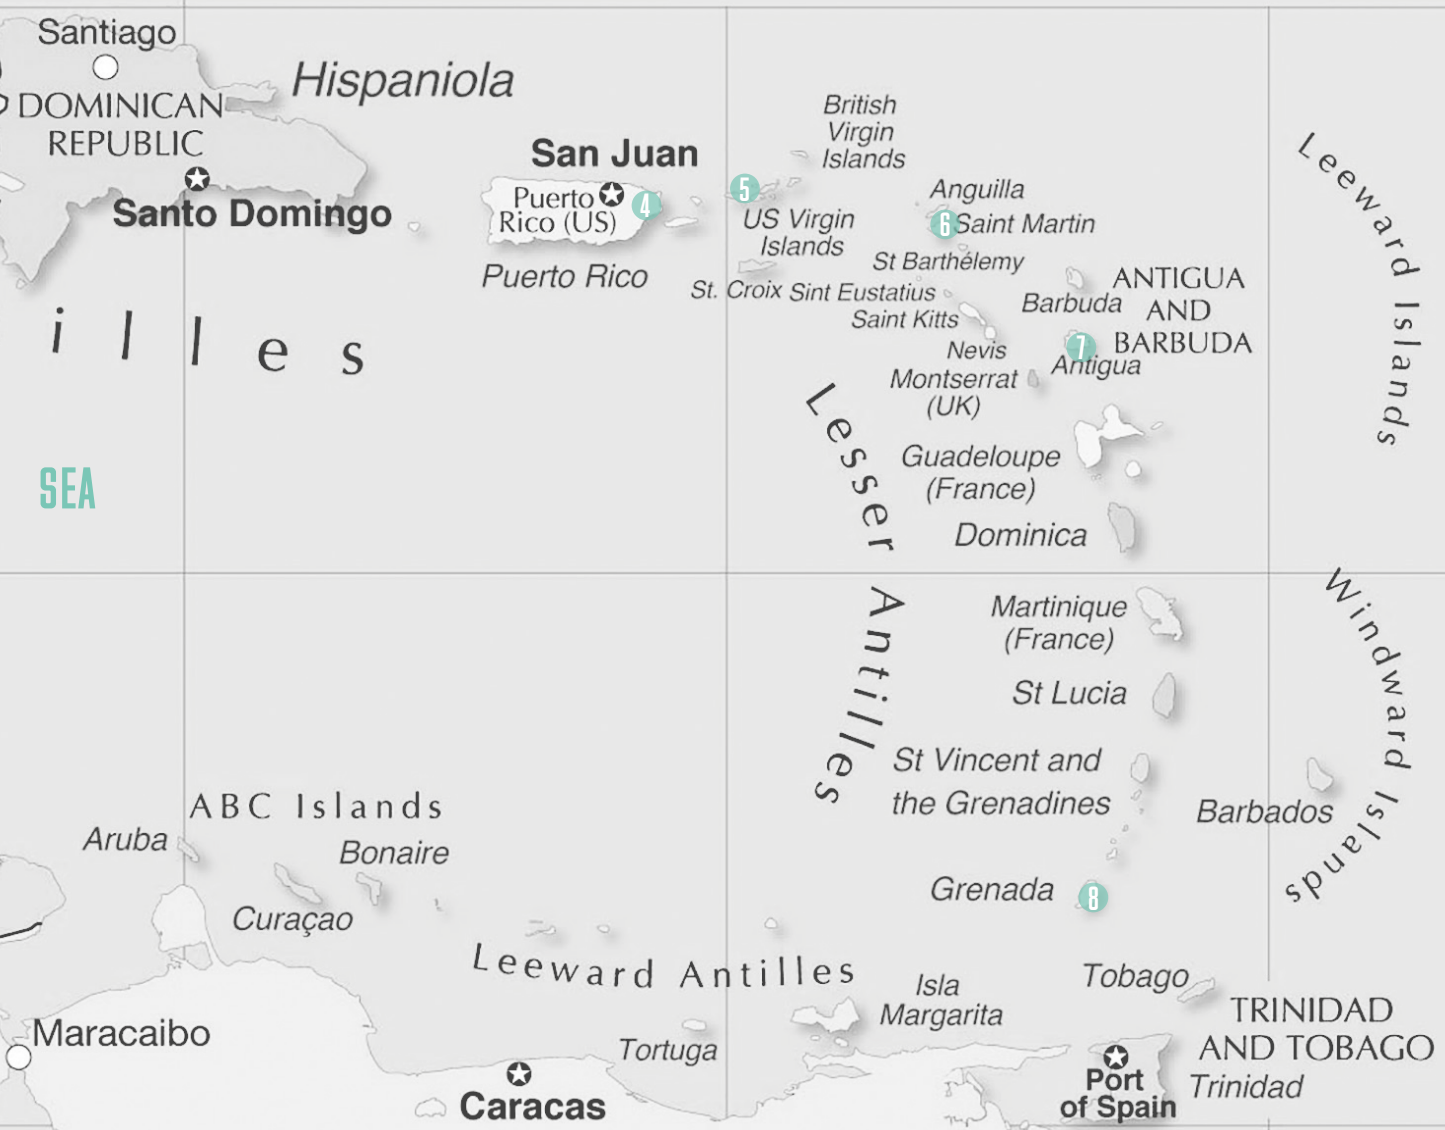 Santiago
DOMINICAN
REPUBLIC
Santo Domingo
Hispaniola
San Juan
Puerto
Rico (US)
4
Puerto Rico
5
British
Virgin
Islands
US Virgin
Islands
St. Croix
Anguilla
6
Saint Martin
St Barthélemy
Sint Eustatius
Saint Kitts
Nevis
Barbuda
ANTIGUA
AND
BARBUDA
7
Antigua
Montserrat
(UK)
Guadeloupe
(France)
Dominica
Leeward Islands
illes
SEA
Lesser Antilles
Martinique
(France)
St Lucia
St Vincent and
the Grenadines
Barbados
Windward Islands
Grenada
8
ABC Islands
Aruba
Bonaire
Curaçao
Leeward Antilles
Isla
Margarita
Tobago
TRINIDAD
AND TOBAGO
Trinidad
Port
of Spain
Tortuga
Maracaibo
Caracas